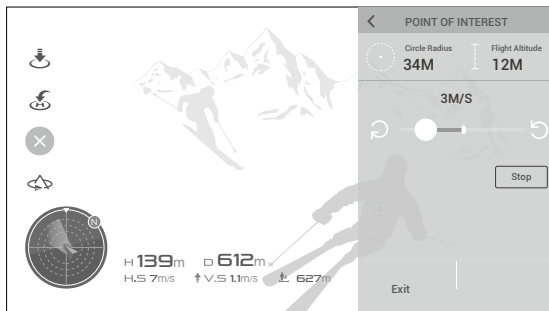 POINT OF INTEREST
Circle Radius
34M
Flight Altitude
12M
3M/S
Stop
Exit
H
N
H 139m D 612m
H.S 7m/s V.S 1.1m/s 627m